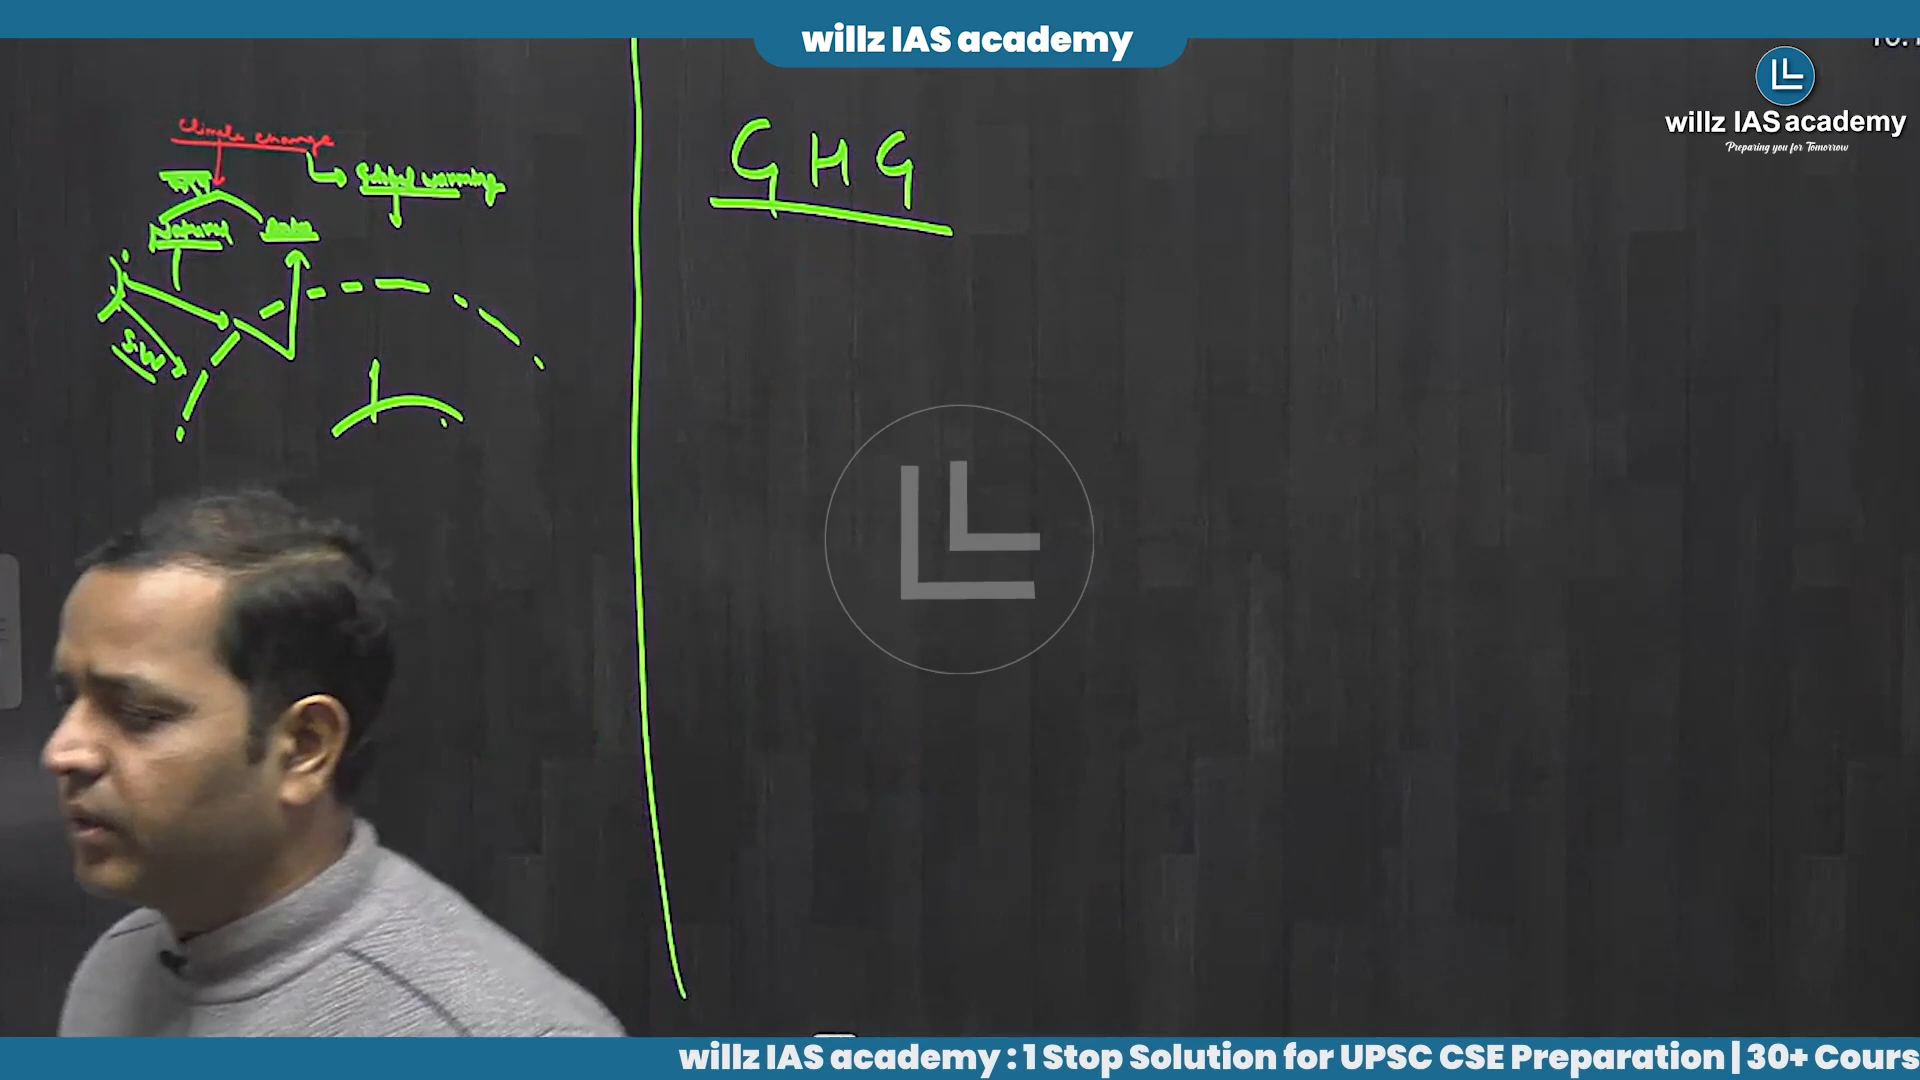 willz IAS academy
willz IAS academy
Preparing you for Tomorrow
Climate change
Global warming
Natural
GHG
willz IAS academy : 1 Stop Solution for UPSC CSE Preparation | 30+ Cours